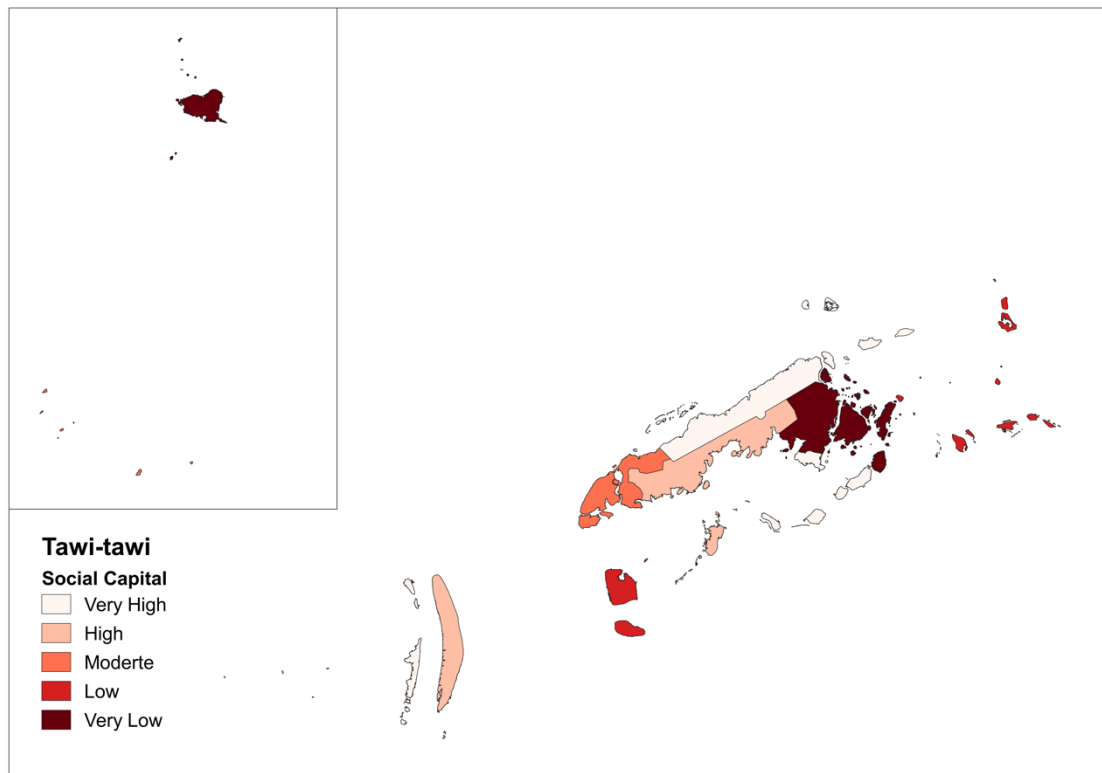 Tawi-tawi
Social Capital
Very High
High
Moderte
Low
Very Low